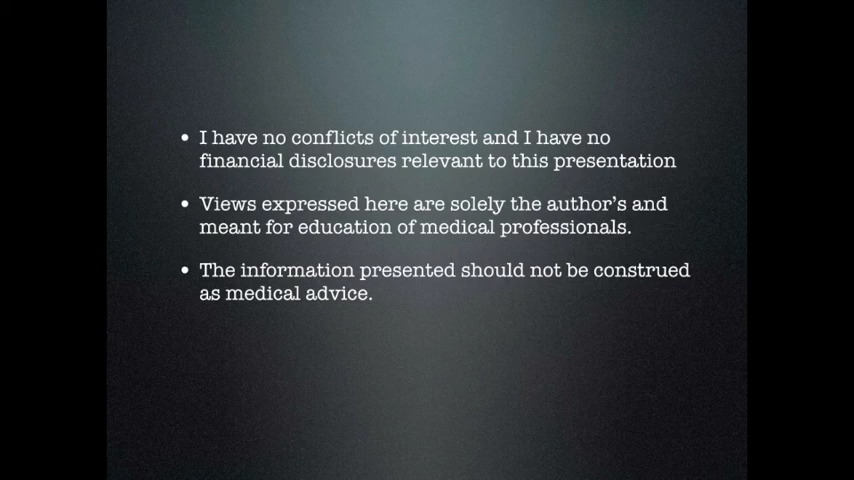 • I have no conflicts of interest and I have no
financial disclosures relevant to this presentation
• Views expressed here are solely the author's and
meant for education of medical professionals.
• The information presented should not be construed
as medical advice.